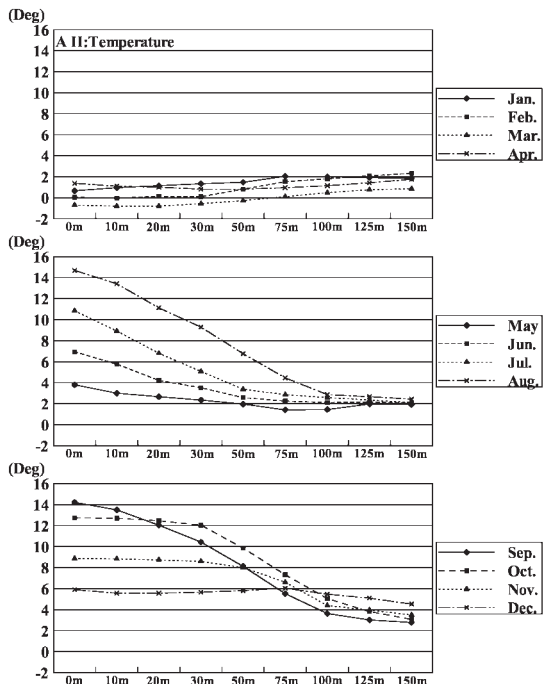 (Deg)
16
A II:Temperature
14
12
10
8
6
4
2
0
-2
0m 10m 20m 30m 50m 75m 100m 125m 150m
Jan.
Feb.
Mar.
Apr.
(Deg)
16
14
12
10
8
6
4
2
0
-2
0m 10m 20m 30m 50m 75m 100m 125m 150m
May
Jun.
Jul.
Aug.
(Deg)
16
14
12
10
8
6
4
2
0
-2
0m 10m 20m 30m 50m 75m 100m 125m 150m
Sep.
Oct.
Nov.
Dec.